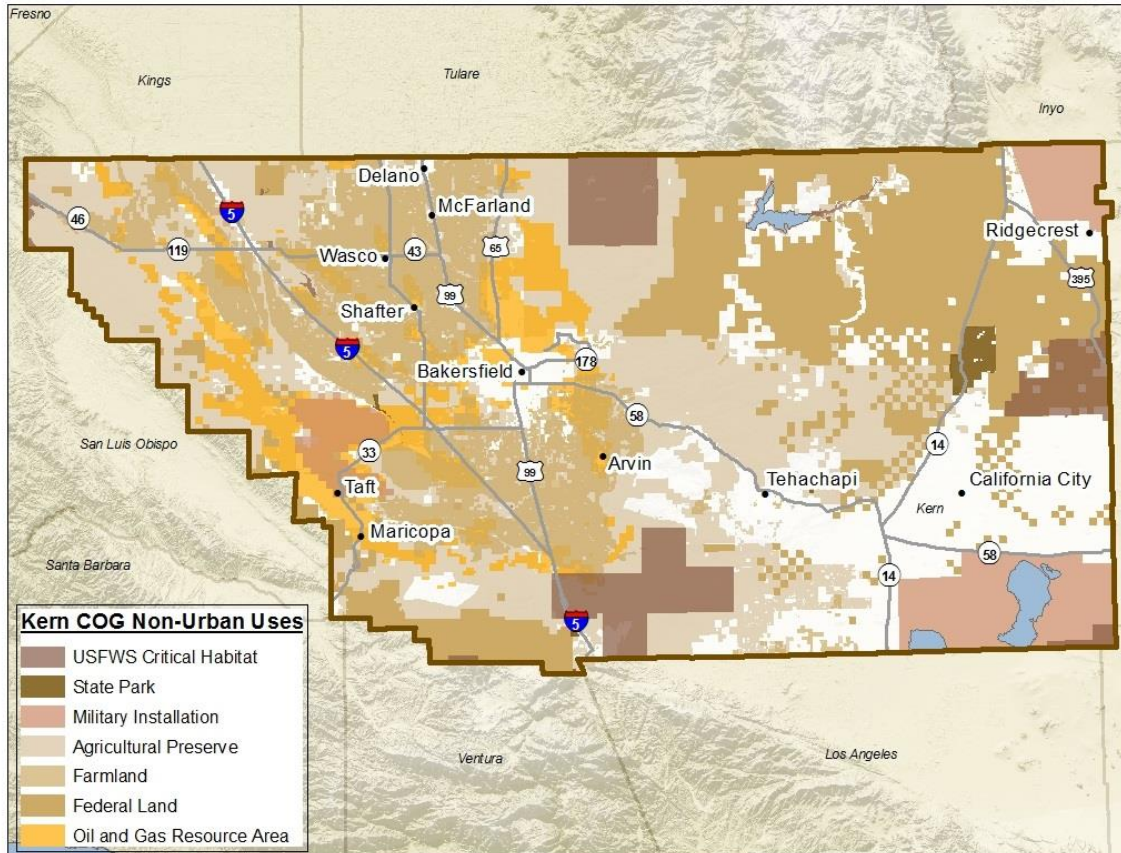 Fresno
Kings
Tulare
Inyo
Delano
McFarland
46
5
119
Wasco
43
65
Ridgecrest
395
Shafter
99
5
Bakersfield
178
58
San Luis Obispo
33
99
Arvin
14
Taft
Tehachapi
California City
Kern
Maricopa
58
Santa Barbara
14
5
Kern COG Non-Urban Uses
USFWS Critical Habitat
State Park
Military Installation
Agricultural Preserve
Farmland
Federal Land
Oil and Gas Resource Area
Ventura
Los Angeles